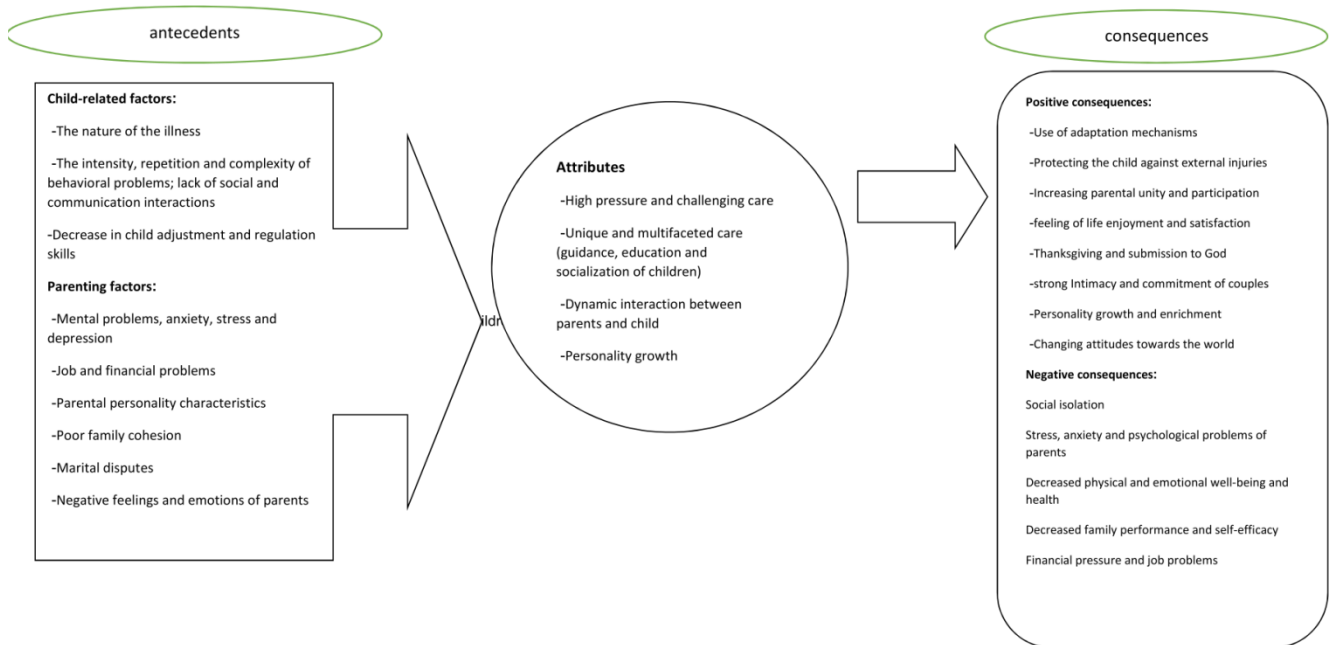 antecedents
Child-related factors:
-The nature of the illness
-The intensity, repetition and complexity of
behavioral problems; lack of social and
communication interactions
-Decrease in child adjustment and regulation
skills
Parenting factors:
-Mental problems, anxiety, stress and
depression
-Job and financial problems
-Parental personality characteristics
-Poor family cohesion
-Marital disputes
-Negative feelings and emotions of parents
ildr
Attributes
-High pressure and challenging care
-Unique and multifaceted care
(guidance, education and
socialization of children)
-Dynamic interaction between
parents and child
-Personality growth
consequences
Positive consequences:
-Use of adaptation mechanisms
-Protecting the child against external injuries
-Increasing parental unity and participation
-feeling of life enjoyment and satisfaction
-Thanksgiving and submission to God
-strong Intimacy and commitment of couples
-Personality growth and enrichment
-Changing attitudes towards the world
Negative consequences:
Social isolation
Stress, anxiety and psychological problems of
parents
Decreased physical and emotional well-being and
health
Decreased family performance and self-efficacy
Financial pressure and job problems